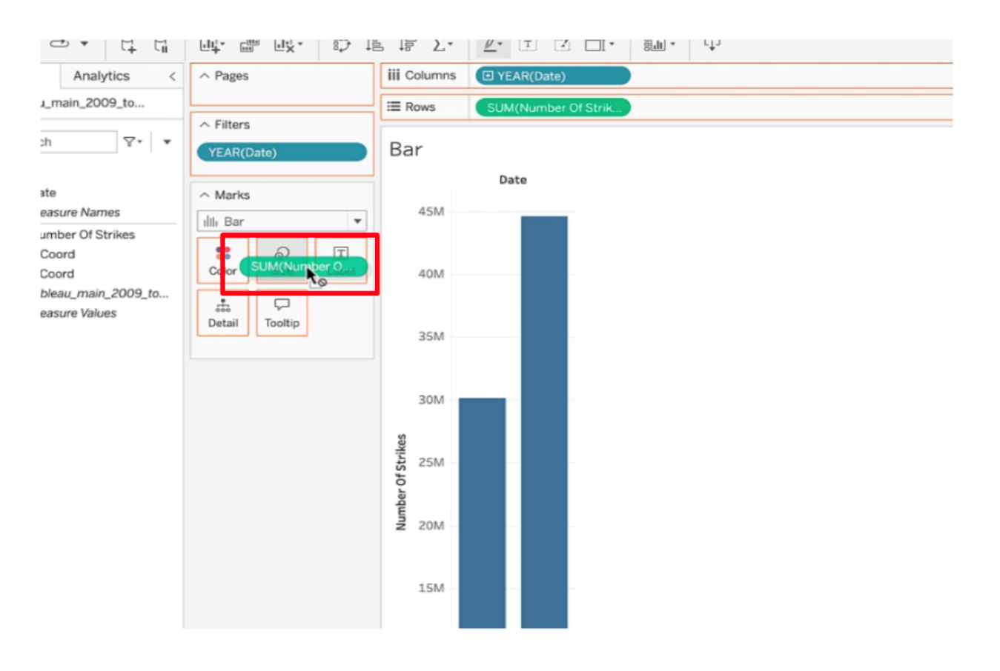 Analytics
Pages
Columns
YEAR(Date)
ı_main_2009_to...
Rows
SUM(Number Of Strik...
Filters
ch
YEAR(Date)
Bar
Date
ate
Marks
easure Names
45M
Bar
umber Of Strikes
Coord
SUM(Number O...
Color
40M
Coord
bleau_main_2009_to...
easure Values
Detail
Tooltip
35M
30M
25M
20M
15M
Number Of Strikes